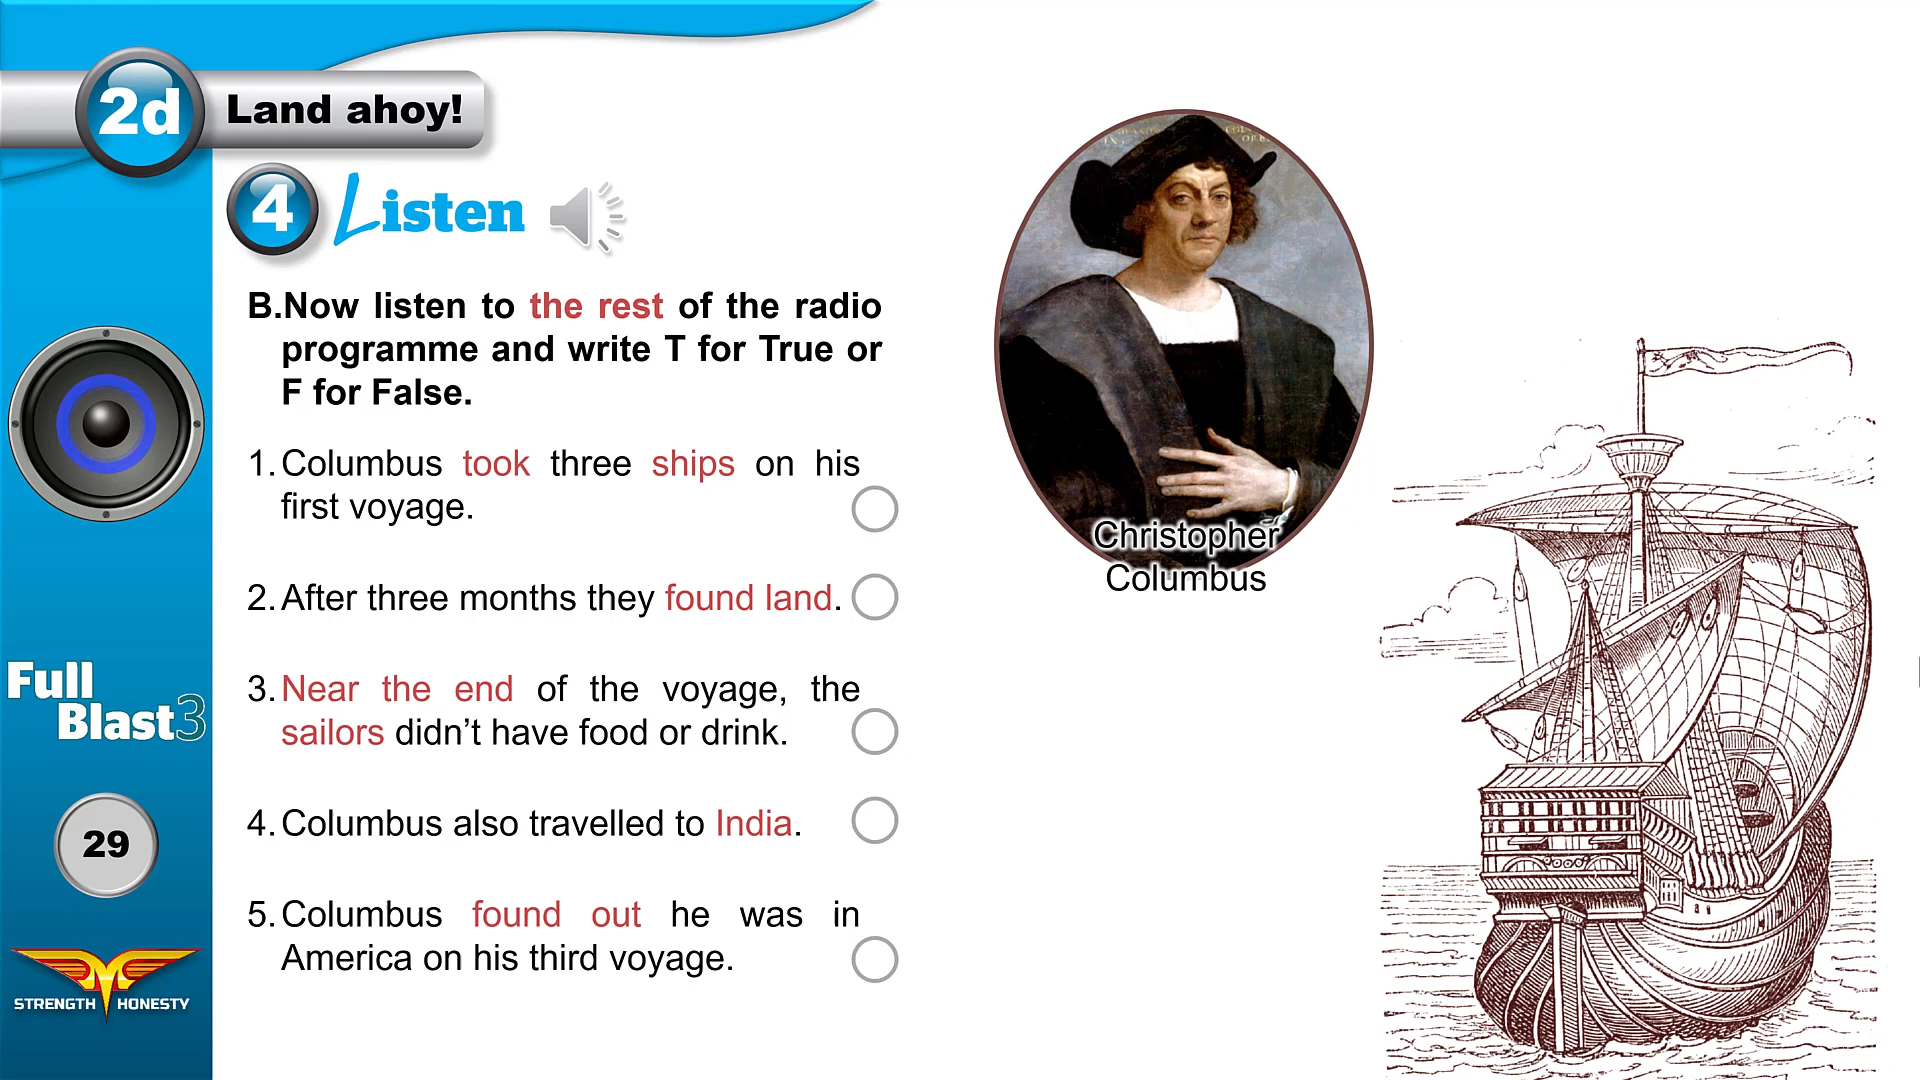 2d
Land ahoy!
4
Listen
B.Now listen to the rest of the radio
programme and write T for True or
F for False.
1.Columbus took three ships on his
first voyage.
2.After three months they found land.
3.Near the end of the voyage, the
sailors didn't have food or drink.
4.Columbus also travelled to India.
5.Columbus found out he was in
America on his third voyage.
Christopher
Columbus
Full
Blast3
29
STRENGTH HONESTY